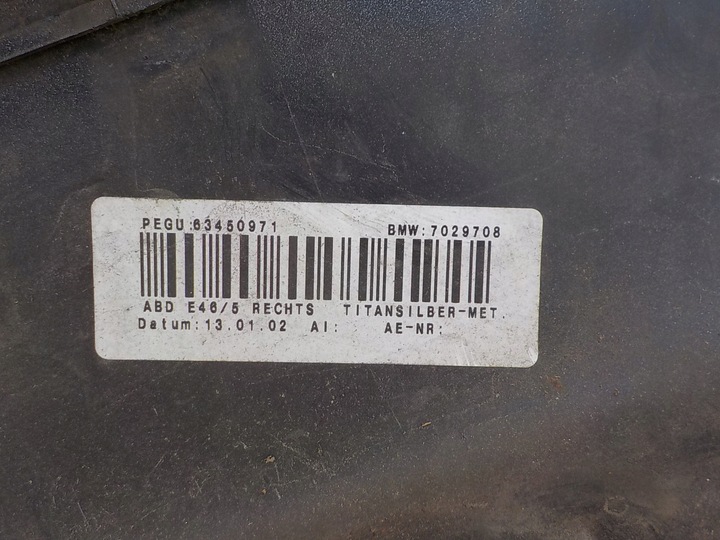 PEGU:63450971 BMW:7029708
ABD E46/5 RECHTS TITANSILBER-MET.
Datum:13.01.02 AI: AE-NR: